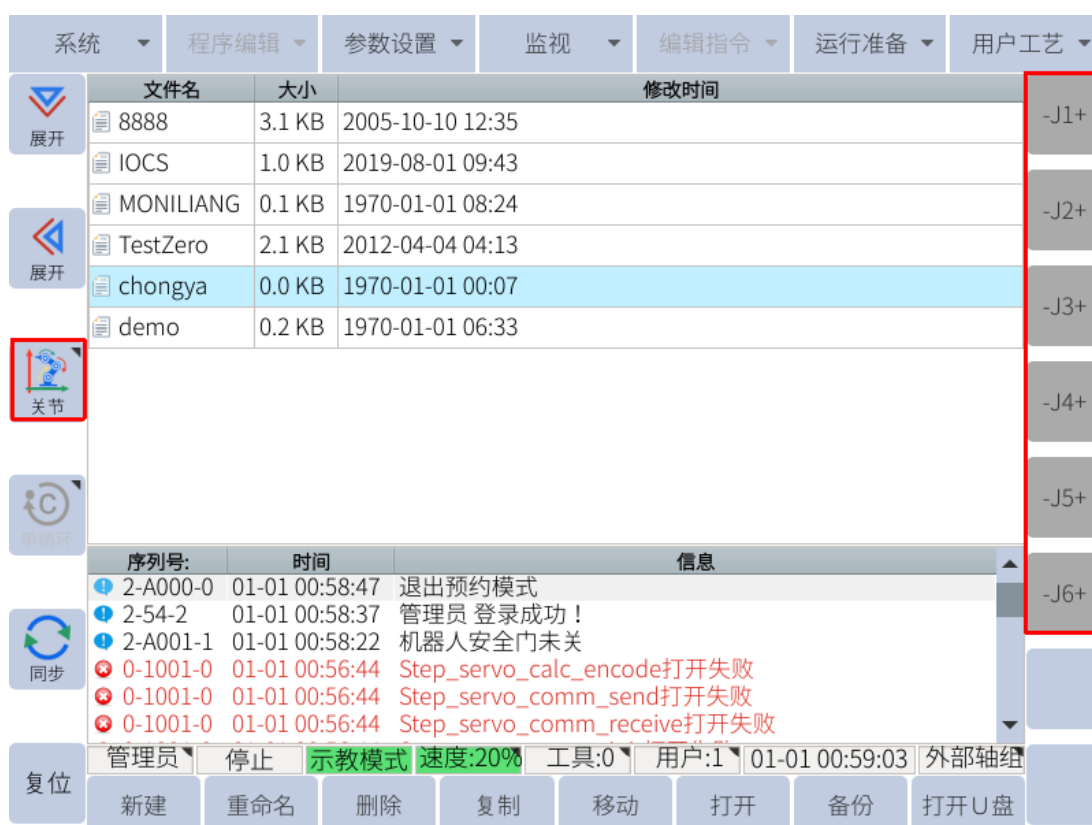 系统 程序编辑 参数设置 监视 编辑指令 运行准备 用户工艺
展开
展开
关节
单循环
同步
复位
文件名 大小 修改时间
8888 3.1 KB 2005-10-10 12:35
IOCS 1.0 KB 2019-08-01 09:43
MONILIANG 0.1 KB 1970-01-01 08:24
TestZero 2.1 KB 2012-04-04 04:13
chongya 0.0 KB 1970-01-01 00:07
demo 0.2 KB 1970-01-01 06:33
-J1+
-J2+
-J3+
-J4+
-J5+
-J6+
序列号: 时间 信息
2-A000-0 01-01 00:58:47 退出预约模式
2-54-2 01-01 00:58:37 管理员 登录成功！
2-A001-1 01-01 00:58:22 机器人安全门未关
0-1001-0 01-01 00:56:44 Step_servo_calc_encode打开失败
0-1001-0 01-01 00:56:44 Step_servo_comm_send打开失败
0-1001-0 01-01 00:56:44 Step_servo_comm_receive打开失败
管理员 停止 示教模式 速度:20% 工具:0 用户:1 01-01 00:59:03 外部轴组
新建 重命名 删除 复制 移动 打开 备份 打开U盘